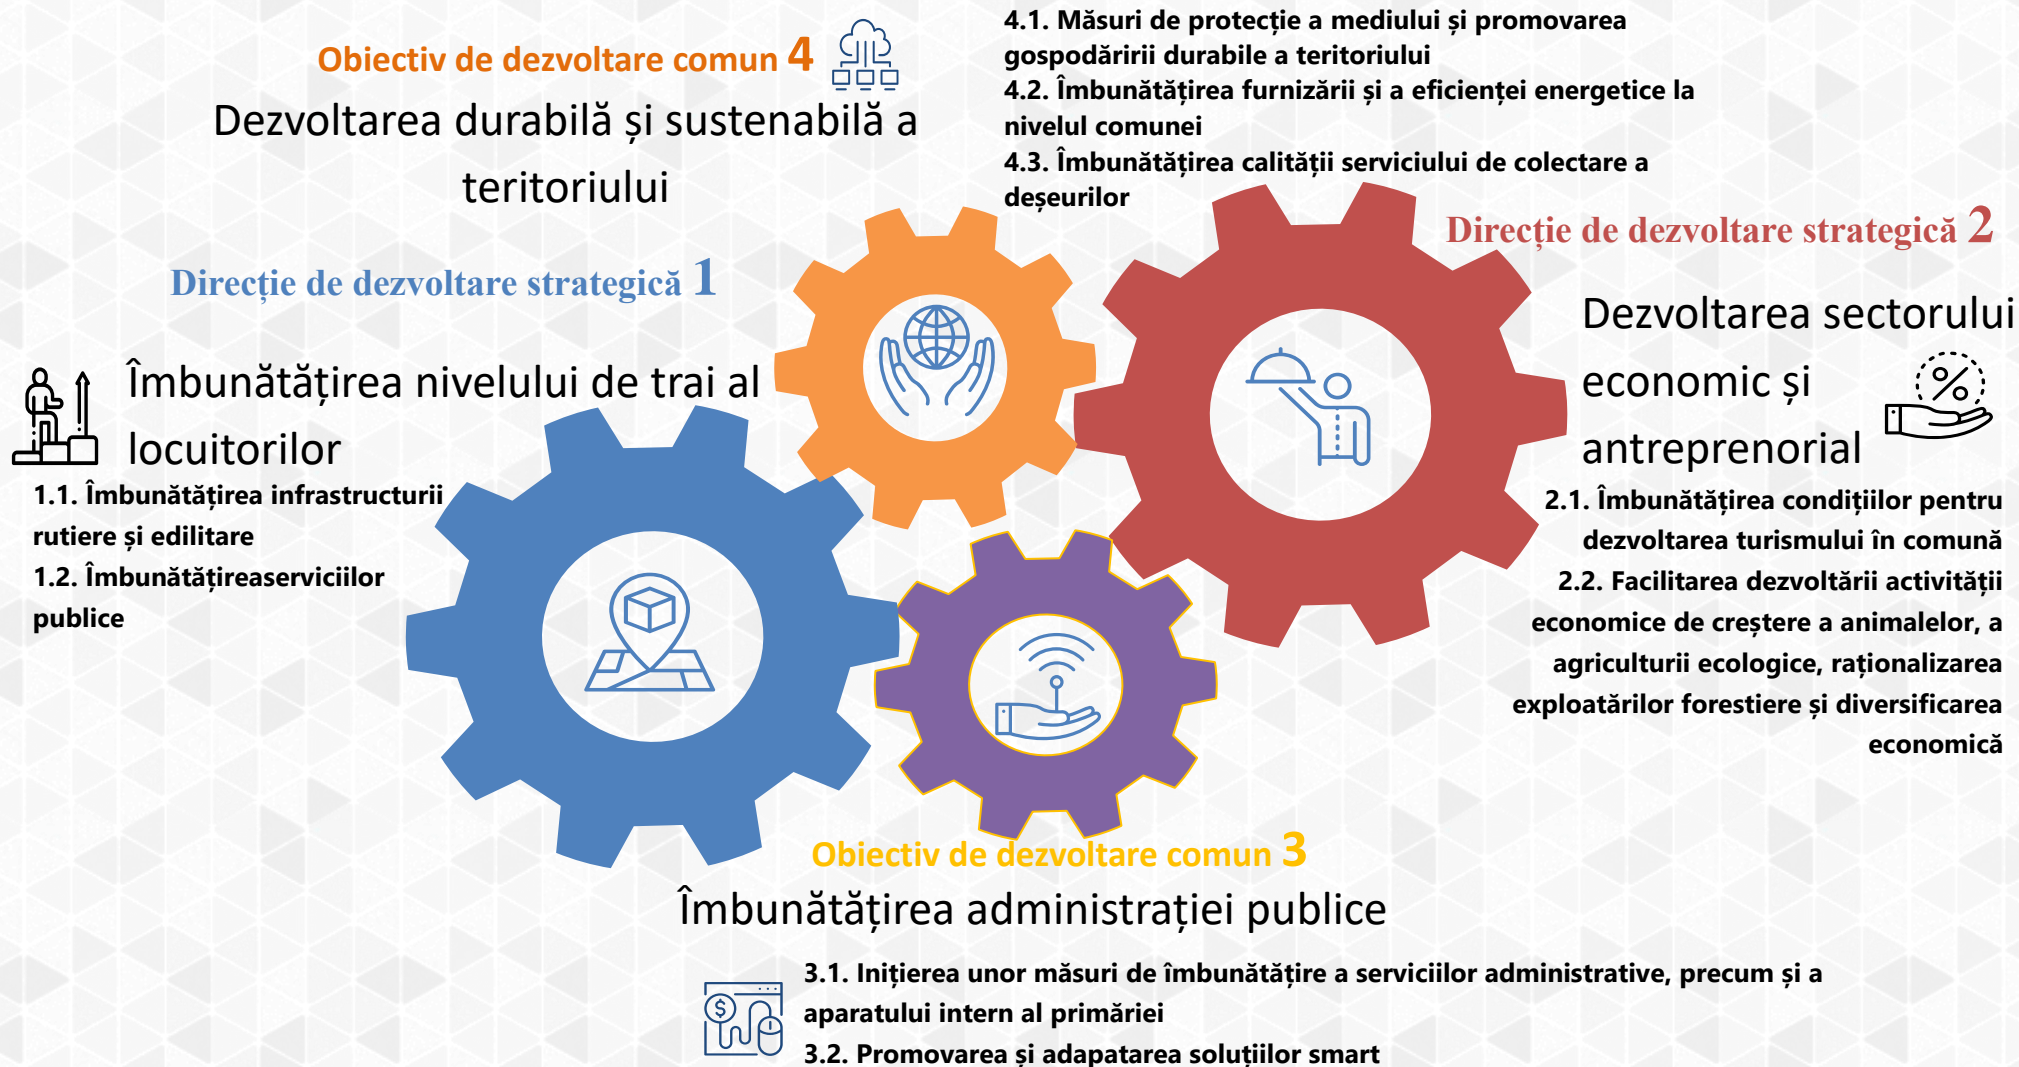 Obiectiv de dezvoltare comun 4
Dezvoltarea durabilă și sustenabilă a
teritoriului
4.1. Măsuri de protecție a mediului și promovarea
gospodăririi durabile a teritoriului
4.2. Îmbunătățirea furnizării și a eficienței energetice la
nivelul comunei
4.3. Îmbunătățirea calității serviciului de colectare a
deșeurilor
Direcție de dezvoltare strategică 1
Îmbunătățirea nivelului de trai al
locuitorilor
1.1. Îmbunătățirea infrastructurii
rutiere și edilitare
1.2. Îmbunătățireaserviciilor
publice
Direcție de dezvoltare strategică 2
Dezvoltarea sectorului
economic și
antreprenorial
2.1. Îmbunătățirea condițiilor pentru
dezvoltarea turismului în comună
2.2. Facilitarea dezvoltării activității
economice de creștere a animalelor, a
agriculturii ecologice, raționalizarea
exploatărilor forestiere și diversificarea
economică
Obiectiv de dezvoltare comun 3
Îmbunătățirea administrației publice
3.1. Inițierea unor măsuri de îmbunătățire a serviciilor administrative, precum și a
aparatului intern al primăriei
3.2. Promovarea și adapatarea soluțiilor smart